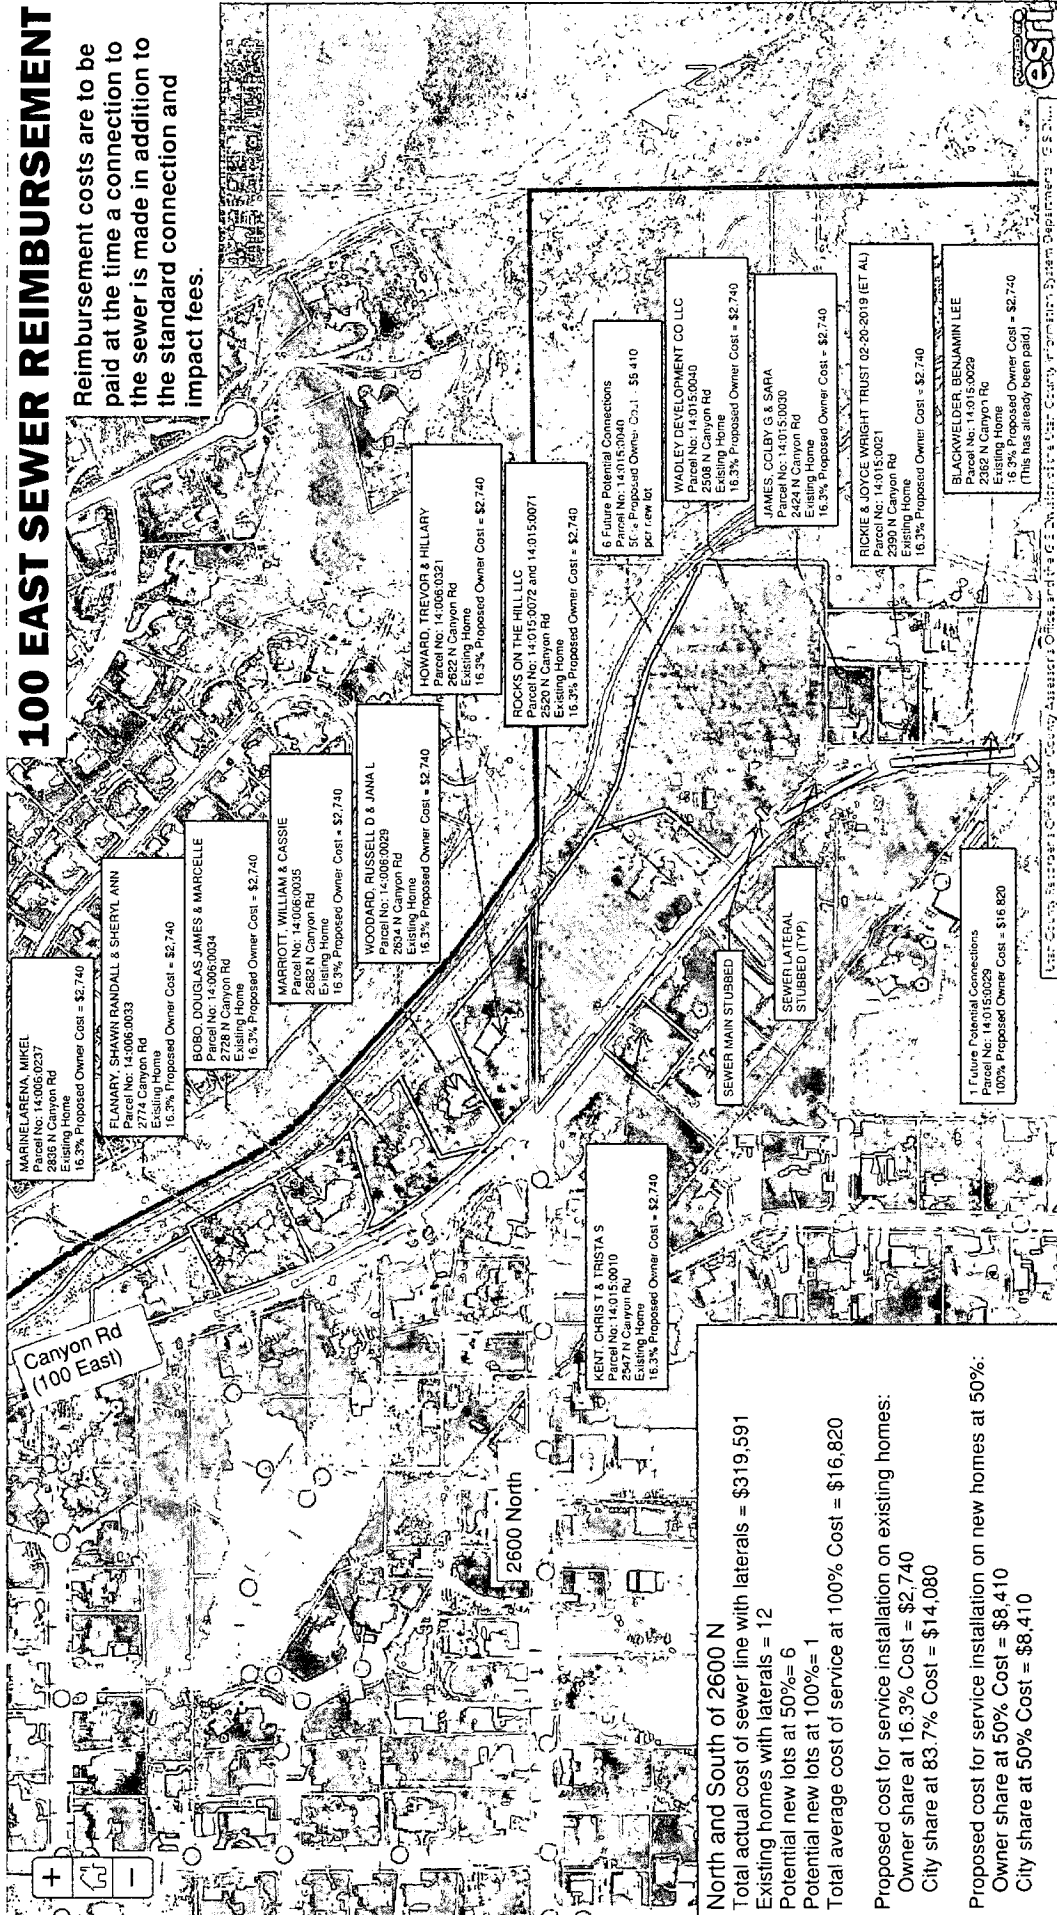 100 EAST SEWER REIMBURSEMENT
Reimbursement costs are to be
paid at the time a connection to
the sewer is made in addition to
the standard connection and
impact fees.
MARINELARENA, MIKEL
Parcel No: 14:006:0237
2836 N Canyon Rd
Existing Home
16.3% Proposed Owner Cost = $2,740
FLANARY, SHAWN RANDALL & SHERYL ANN
Parcel No: 14:006:0033
2774 Canyon Rd
Existing Home
16.3% Proposed Owner Cost = $2,740
BOBO, DOUGLAS JAMES & MARCELLE
Parcel No: 14:006:0034
2728 N Canyon Rd
Existing Home
16.3% Proposed Owner Cost = $2,740
MARRIOTT, WILLIAM & CASSIE
Parcel No: 14:006:0035
2682 N Canyon Rd
Existing Home
16.3% Proposed Owner Cost = $2,740
WOODARD, RUSSELL D & JANA L
Parcel No: 14:006:0029
2634 N Canyon Rd
Existing Home
16.3% Proposed Owner Cost = $2,740
HOWARD, TREVOR & HILLARY
Parcel No: 14:006:0321
2622 N Canyon Rd
Existing Home
16.3% Proposed Owner Cost = $2,740
ROCKS ON THE HILL LLC
Parcel No: 14:015:0072 and 14:015:0071
2520 N Canyon Rd
Existing Home
16.3% Proposed Owner Cost = $2,740
6 Future Potential Connections
Parcel No: 14:015:0040
Proposed Owner
per new lot
WADLEY DEVELOPMENT CO LLC
Parcel No: 14:015:0040
2508 N Canyon Rd
Existing Home
16.3% Proposed Owner Cost = $2,740
JAMES, COLBY G & SARA
Parcel No: 14:015:0030
2424 N Canyon Rd
Existing Home
16.3% Proposed Owner Cost = $2,740
RICKIE & JOYCE WRIGHT TRUST 02-20-2019 (ET AL)
Parcel No: 14:015:0021
2390 N Canyon Rd
Existing Home
16.3% Proposed Owner Cost = $2,740
BLACKWELDER, BENJAMIN LEE
Parcel No: 14:015:0029
2362 N Canyon Rd
Existing Home
16.3% Proposed Owner Cost = $2,740
(This has already been paid.)
KENT, CHRIS T & TRISTA S
Parcel No: 14:015:0010
2547 N Canyon Rd
Existing Home
16.3% Proposed Owner Cost = $2,740
SEWER MAIN STUBBED
SEWER LATERAL
STUBBED (TYP)
1 Future Potential Connections
Parcel No: 14:015:0029
100% Proposed Owner Cost = $16,820
Canyon Rd
(100 East)
2600 North
N
+
−
North and South of 2600 N
Total actual cost of sewer line with laterals = $319,591
Existing homes with laterals = 12
Potential new lots at 50%= 6
Potential new lots at 100%= 1
Total average cost of service at 100% Cost = $16,820
Proposed cost for service installation on existing homes:
Owner share at 16.3% Cost = $2,740
City share at 83.7% Cost = $14,080
Proposed cost for service installation on new homes at 50%:
Owner share at 50% Cost = $8,410
City share at 50% Cost = $8,410
POWERED BY
esri